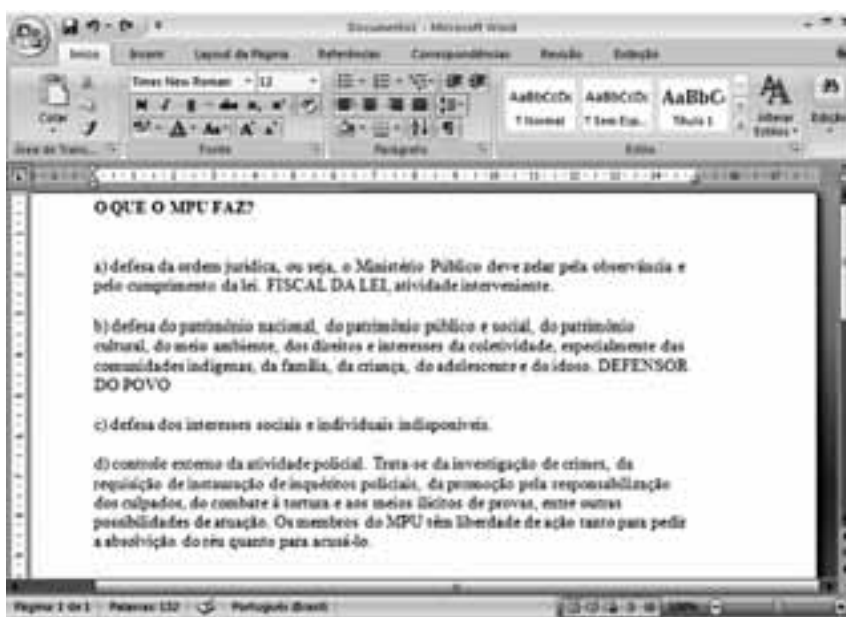 Documento1 - Microsoft Word
Início Inserir Layout da Página Referências Correspondências Revisão Exibição
Times New Roman 12
Colar
AaBbCcDc AaBbCcDc AaBbC
¶ Normal ¶ Sem Esp... Título 1
Alterar Estilos
Edição
Área de Trans... Fonte Parágrafo Estilo
O QUE O MPU FAZ?
a) defesa da ordem jurídica, ou seja, o Ministério Público deve zelar pela observância e
pelo cumprimento da lei. FISCAL DA LEI, atividade interveniente.
b) defesa do patrimônio nacional, do patrimônio público e social, do patrimônio
cultural, do meio ambiente, dos direitos e interesses da coletividade, especialmente das
comunidades indígenas, da família, da criança, do adolescente e do idoso. DEFENSOR
DO POVO
c) defesa dos interesses sociais e individuais indisponíveis.
d) controle externo da atividade policial. Trata-se da investigação de crimes, da
requisição de instauração de inquéritos policiais, da promoção pela responsabilização
dos culpados, do combate à tortura e aos meios ilícitos de provas, entre outras
possibilidades de atuação. Os membros do MPU têm liberdade de ação tanto para pedir
a absolvição do réu quanto para acusá-lo.
Página 1 de 1 Palavras: 132 Português (Brasil) 100%